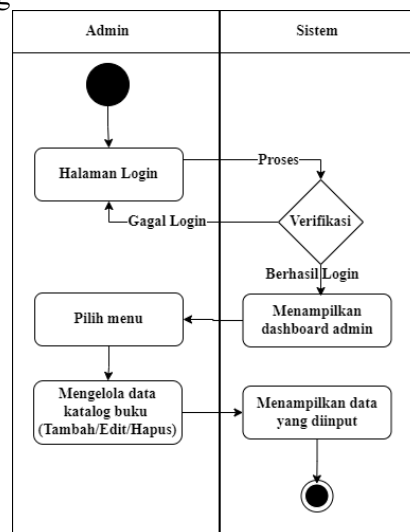 g
Admin
Sistem
Halaman Login
Proses
Gagal Login
Verifikasi
Berhasil Login
Pilih menu
Menampilkan
dashboard admin
Mengelola data
katalog buku
(Tambah/Edit/Hapus)
Menampilkan data
yang diinput